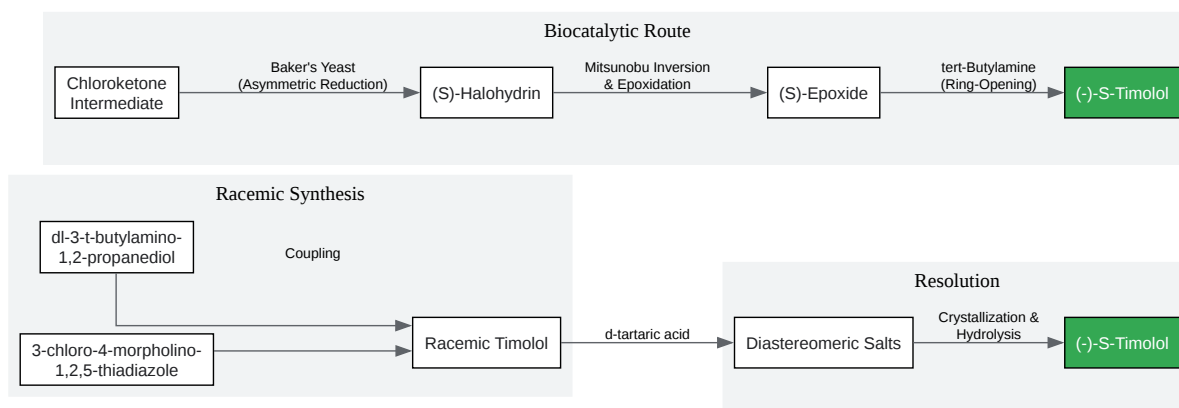 Biocatalytic Route
Chloroketone
Intermediate
Baker's Yeast
(Asymmetric Reduction)
(S)-Halohydrin
Mitsunobu Inversion
& Epoxidation
(S)-Epoxide
tert-Butylamine
(Ring-Opening)
(-)-S-Timolol
Racemic Synthesis
dl-3-t-butylamino-
1,2-propanediol
Coupling
3-chloro-4-morpholino-
1,2,5-thiadiazole
Racemic Timolol
d-tartaric acid
Resolution
Diastereomeric Salts
Crystallization &
Hydrolysis
(-)-S-Timolol